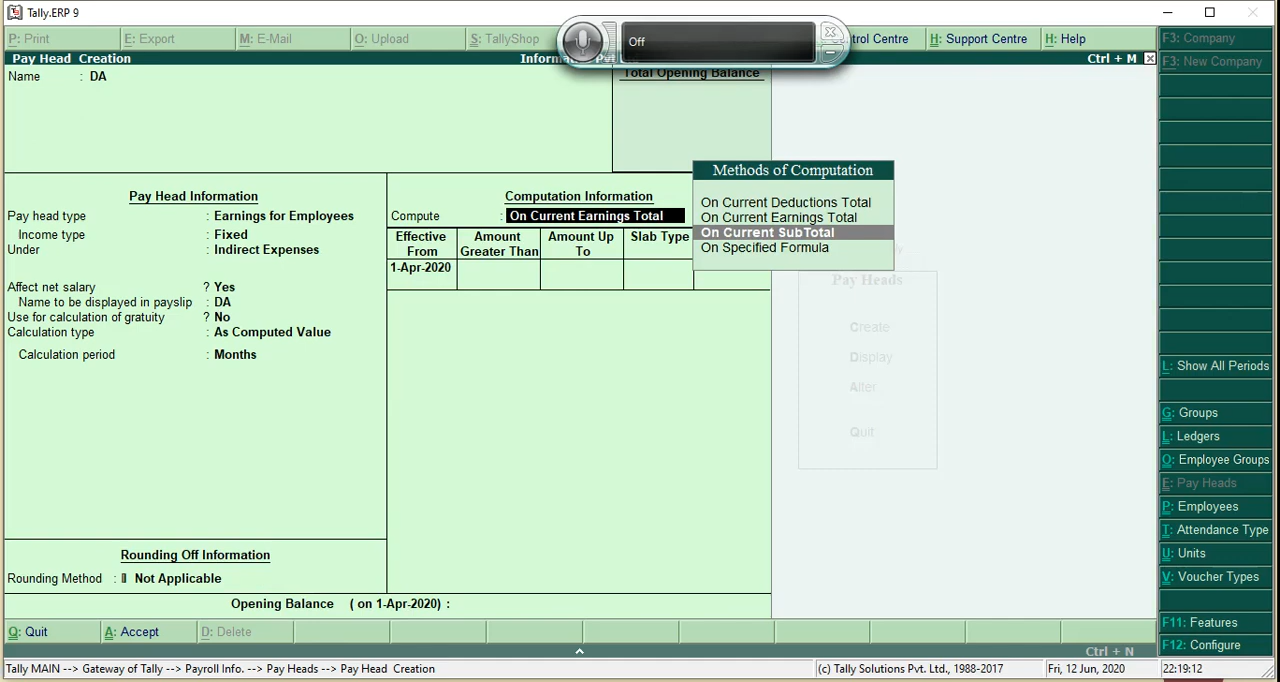 Tally.ERP 9
P: Print E: Export M: E-Mail O: Upload S: TallyShop ntrol Centre H: Support Centre H: Help F3: Company
Off
Pay Head Creation Ctrl + M F3: New Company
Name : DA
Total Opening Balance
Methods of Computation
On Current Deductions Total
On Current Earnings Total
On Current SubTotal
On Specified Formula
Pay Head Information
Pay head type : Earnings for Employees
Income type : Fixed
Under : Indirect Expenses
Affect net salary ? Yes
Name to be displayed in payslip : DA
Use for calculation of gratuity ? No
Calculation type : As Computed Value
Calculation period : Months
Computation Information
Compute : On Current Earnings Total
Effective From Amount Greater Than Amount Up To Slab Type
1-Apr-2020
Pay Heads
Create
Display
Alter
Quit
L: Show All Periods
G: Groups
L: Ledgers
O: Employee Groups
E: Pay Heads
P: Employees
T: Attendance Type
U: Units
V: Voucher Types
F11: Features
F12: Configure
Rounding Off Information
Rounding Method : Not Applicable
Opening Balance ( on 1-Apr-2020) :
Q: Quit A: Accept D: Delete
Ctrl + N
Tally MAIN --> Gateway of Tally --> Payroll Info. --> Pay Heads --> Pay Head Creation (c) Tally Solutions Pvt. Ltd., 1988-2017 Fri, 12 Jun, 2020 22:19:12